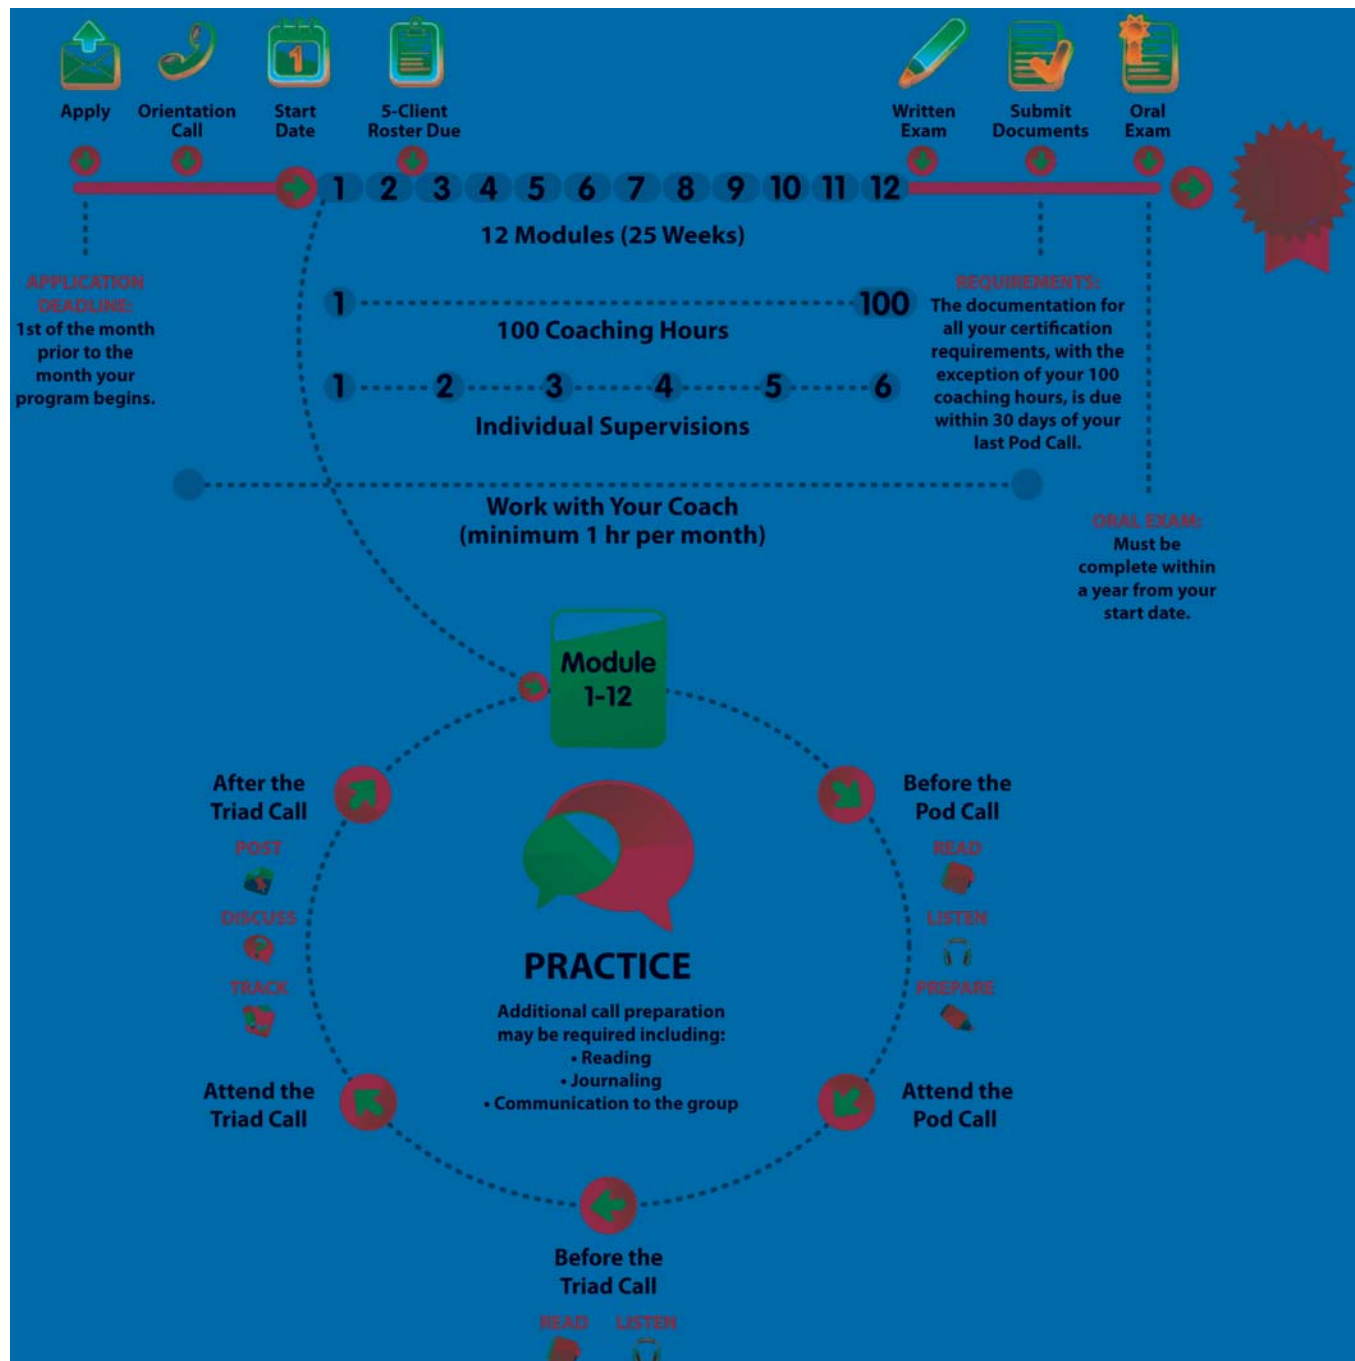 Apply
Orientation
Call
Start
Date
1
5-Client
Roster Due
Written
Exam
Submit
Documents
Oral
Exam
1 2 3 4 5 6 7 8 9 10 11 12
12 Modules (25 Weeks)
APPLICATION
DEADLINE:
1st of the month
prior to the
month your
program begins.
1 100
100 Coaching Hours
1 2 3 4 5 6
Individual Supervisions
Work with Your Coach
(minimum 1 hr per month)
REQUIREMENTS:
The documentation for
all your certification
requirements, with the
exception of your 100
coaching hours, is due
within 30 days of your
last Pod Call.
ORAL EXAM:
Must be
complete within
a year from your
start date.
Module
1-12
Before the
Pod Call
READ
LISTEN
PREPARE
Attend the
Pod Call
Before the
Triad Call
READ LISTEN
Attend the
Triad Call
After the
Triad Call
POST
DISCUSS
?
TRACK
PRACTICE
Additional call preparation
may be required including:
• Reading
• Journaling
• Communication to the group